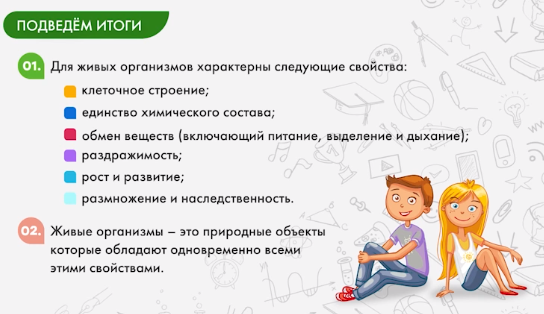 ПОДВЕДЁМ ИТОГИ
01. Для живых организмов характерны следующие свойства:
клеточное строение;
единство химического состава;
обмен веществ (включающий питание, выделение и дыхание);
раздражимость;
рост и развитие;
размножение и наследственность.
02. Живые организмы – это природные объекты
которые обладают одновременно всеми
этими свойствами.